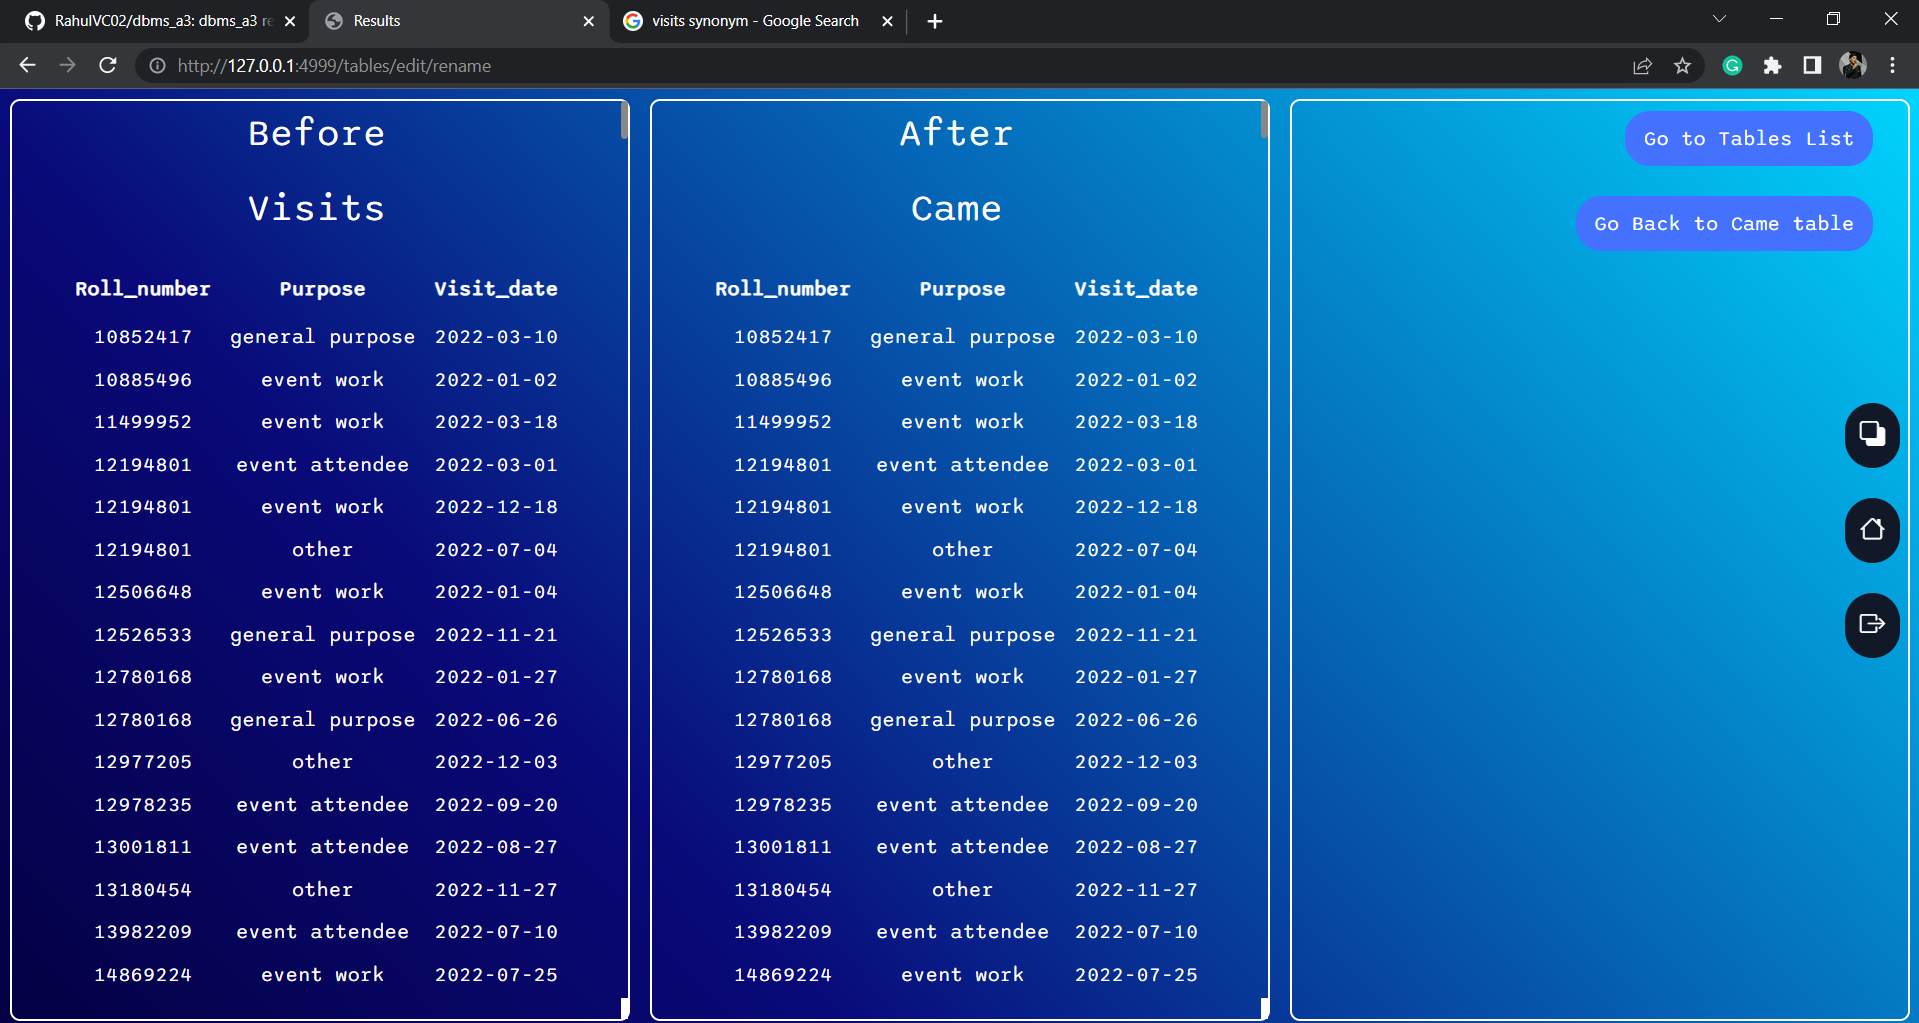 RahulVC02/dbms_a3: dbms_a3 re
Results
visits synonym - Google Search
http://127.0.0.1:4999/tables/edit/rename
Before
Visits
Roll_number Purpose Visit_date
10852417 general purpose 2022-03-10
10885496 event work 2022-01-02
11499952 event work 2022-03-18
12194801 event attendee 2022-03-01
12194801 event work 2022-12-18
12194801 other 2022-07-04
12506648 event work 2022-01-04
12526533 general purpose 2022-11-21
12780168 event work 2022-01-27
12780168 general purpose 2022-06-26
12977205 other 2022-12-03
12978235 event attendee 2022-09-20
13001811 event attendee 2022-08-27
13180454 other 2022-11-27
13982209 event attendee 2022-07-10
14869224 event work 2022-07-25
After
Came
Roll_number Purpose Visit_date
10852417 general purpose 2022-03-10
10885496 event work 2022-01-02
11499952 event work 2022-03-18
12194801 event attendee 2022-03-01
12194801 event work 2022-12-18
12194801 other 2022-07-04
12506648 event work 2022-01-04
12526533 general purpose 2022-11-21
12780168 event work 2022-01-27
12780168 general purpose 2022-06-26
12977205 other 2022-12-03
12978235 event attendee 2022-09-20
13001811 event attendee 2022-08-27
13180454 other 2022-11-27
13982209 event attendee 2022-07-10
14869224 event work 2022-07-25
Go to Tables List
Go Back to Came table